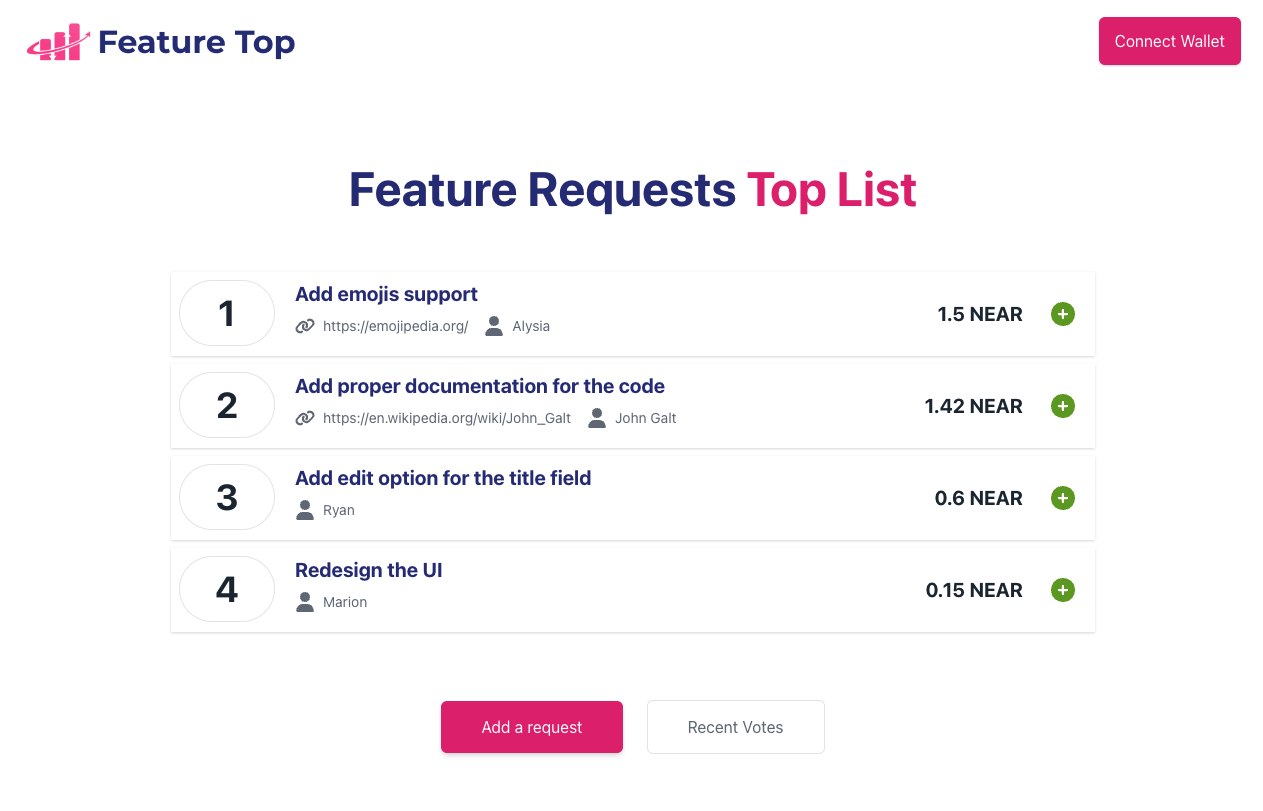 Feature Top
Connect Wallet
Feature Requests Top List
1
Add emojis support
https://emojipedia.org/ Alysia
1.5 NEAR
2
Add proper documentation for the code
https://en.wikipedia.org/wiki/John_Galt John Galt
1.42 NEAR
3
Add edit option for the title field
Ryan
0.6 NEAR
4
Redesign the UI
Marion
0.15 NEAR
Add a request
Recent Votes